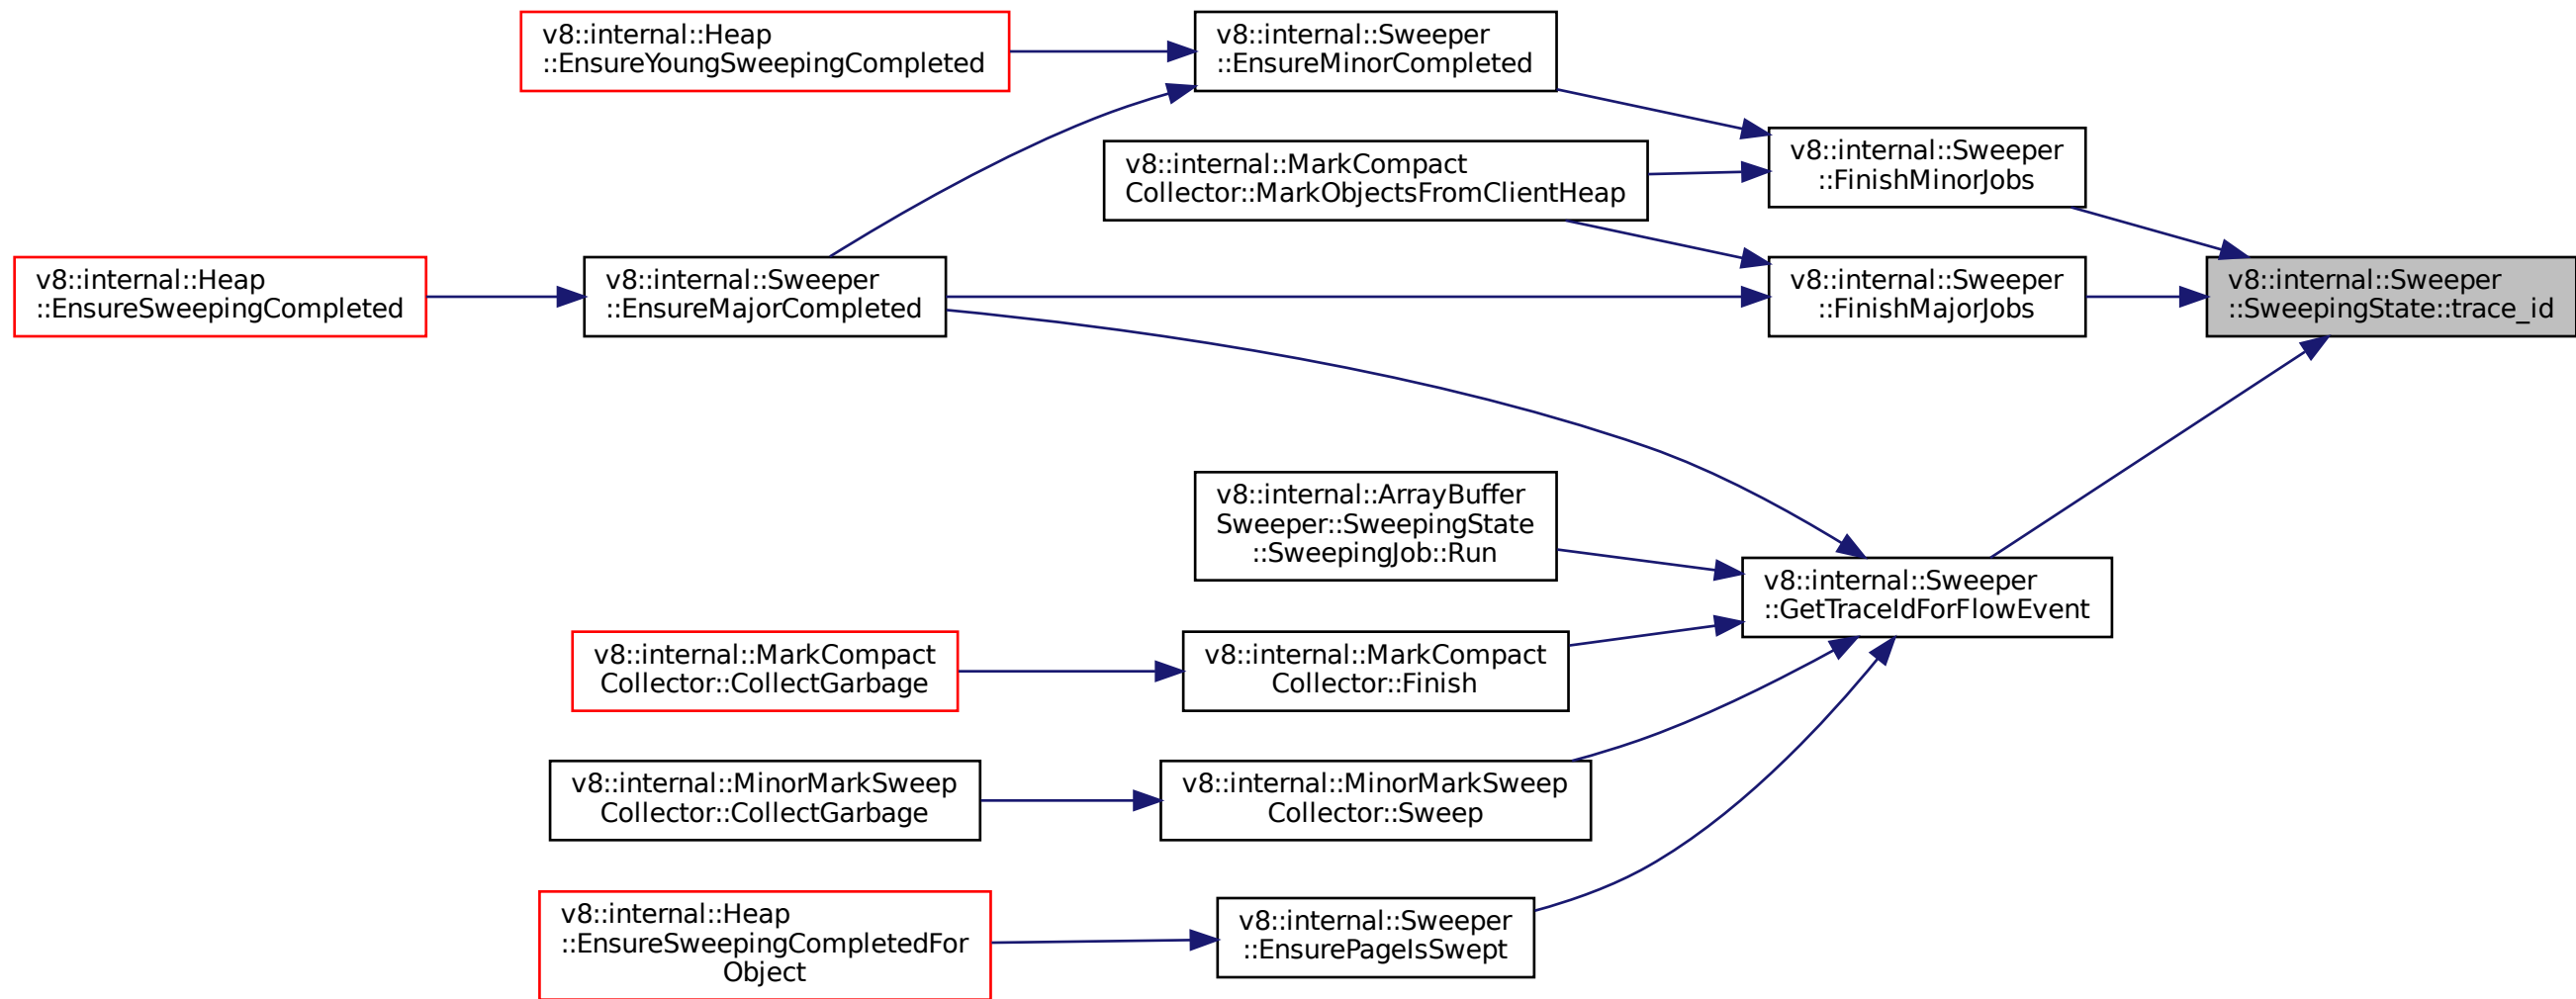 v8::internal::Heap
::EnsureYoungSweepingCompleted
v8::internal::Sweeper
::EnsureMinorCompleted
v8::internal::MarkCompact
Collector::MarkObjectsFromClientHeap
v8::internal::Sweeper
::FinishMinorJobs
v8::internal::Heap
::EnsureSweepingCompleted
v8::internal::Sweeper
::EnsureMajorCompleted
v8::internal::Sweeper
::FinishMajorJobs
v8::internal::Sweeper
::SweepingState::trace_id
v8::internal::ArrayBuffer
Sweeper::SweepingState
::SweepingJob::Run
v8::internal::Sweeper
::GetTraceIdForFlowEvent
v8::internal::MarkCompact
Collector::CollectGarbage
v8::internal::MarkCompact
Collector::Finish
v8::internal::MinorMarkSweep
Collector::CollectGarbage
v8::internal::MinorMarkSweep
Collector::Sweep
v8::internal::Heap
::EnsureSweepingCompletedFor
Object
v8::internal::Sweeper
::EnsurePageIsSwept